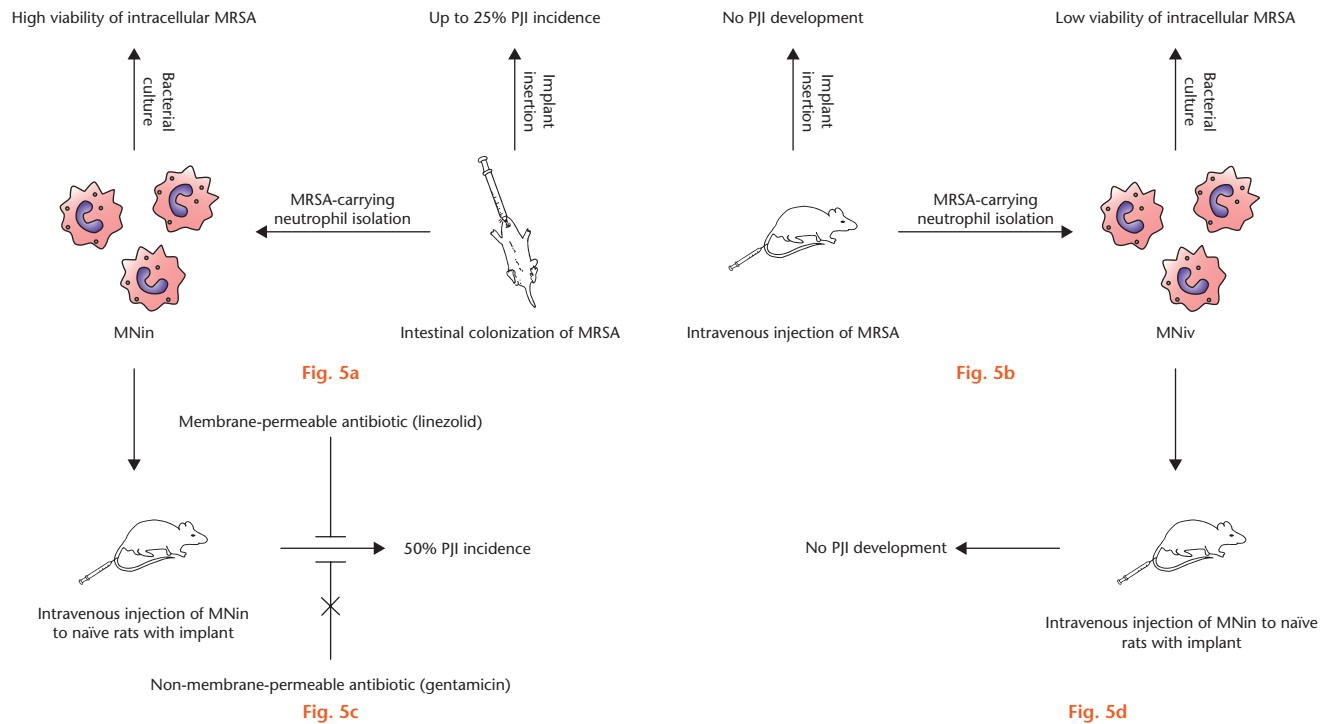 High viability of intracellular MRSA
Up to 25% PJI incidence
Bacterial
culture
Implant
insertion
MRSA-carrying
neutrophil isolation
MNin
Intestinal colonization of MRSA
Fig. 5a
No PJI development
Low viability of intracellular MRSA
Implant
insertion
Bacterial
culture
MRSA-carrying
neutrophil isolation
Intravenous injection of MRSA
MNiv
Fig. 5b
Membrane-permeable antibiotic (linezolid)
50% PJI incidence
Intravenous injection of MNin
to naïve rats with implant
Non-membrane-permeable antibiotic (gentamicin)
Fig. 5c
No PJI development
Intravenous injection of MNin to naïve
rats with implant
Fig. 5d